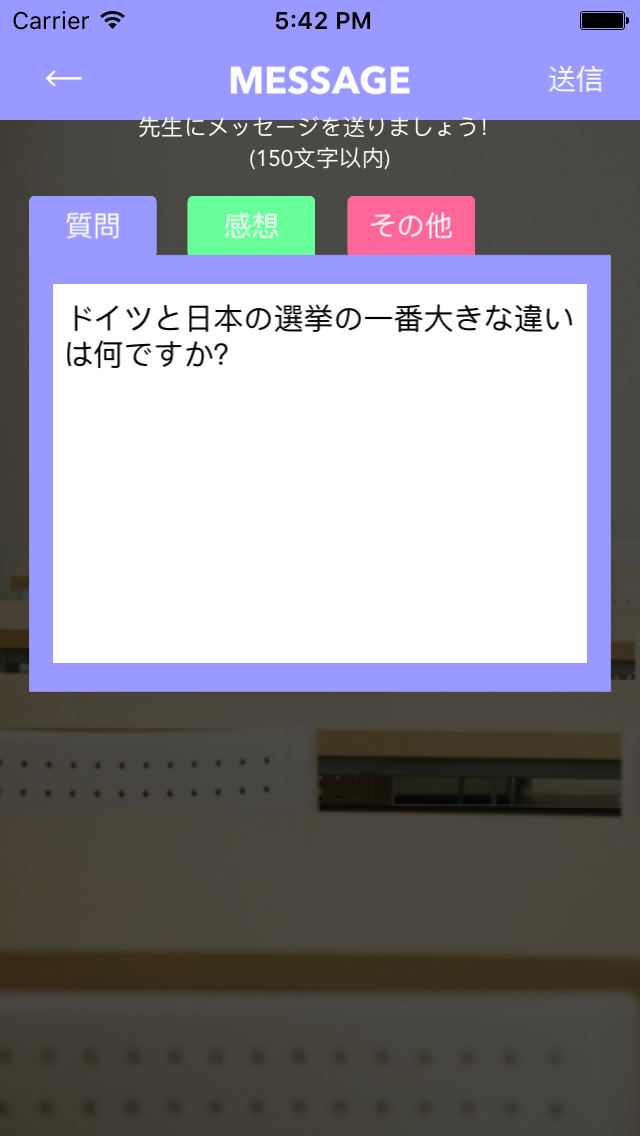 Carrier 5:42 PM
← MESSAGE 送信
先生にメッセージを送りましょう!
(150文字以内)
質問 感想 その他
ドイツと日本の選挙の一番大きな違い
は何ですか?